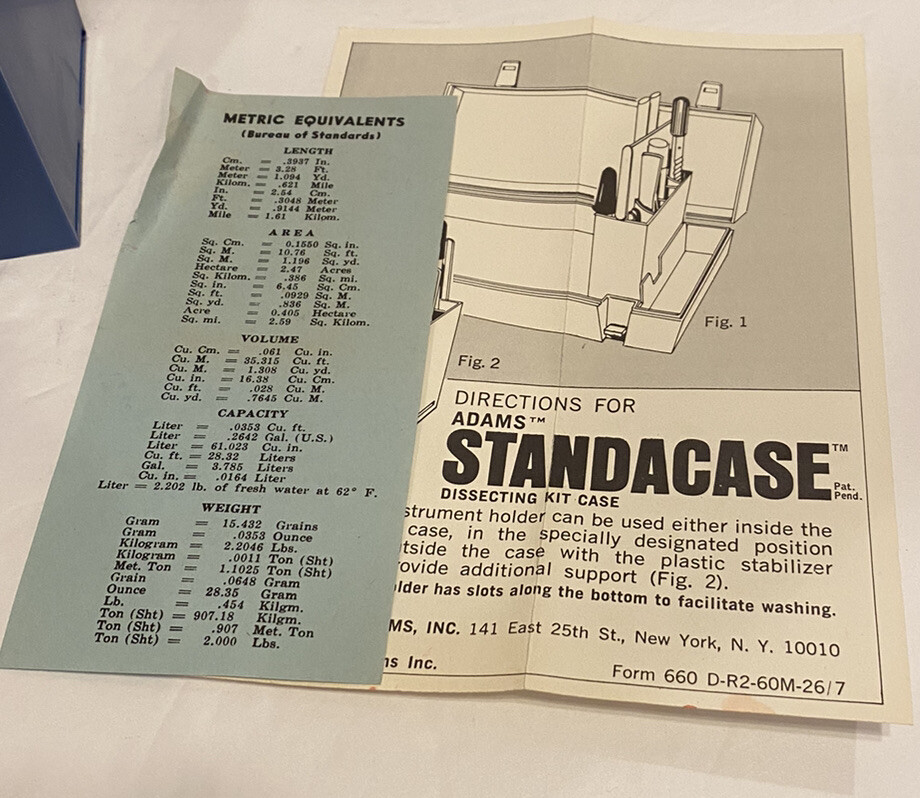 METRIC EQUIVALENTS
(Bureau of Standards)
LENGTH
Cm. = .3937 In.
Meter = 3.28 Ft.
Meter = 1.094 Yd.
Kilom. = .621 Mile
In. = 2.54 Cm.
Ft. = .3048 Meter
Yd. = .9144 Meter
Mile = 1.61 Kilom.
AREA
Sq. Cm. = 0.1550 Sq. in.
Sq. M. = 10.76 Sq. ft.
Sq. M. = 1.196 Sq. yd.
Hectare = 2.47 Acres
Sq. Kilom. = .386 Sq. mi.
Sq. in. = 6.45 Sq. Cm.
Sq. ft. = .0929 Sq. M.
Sq. yd. = .836 Sq. M.
Acre = 0.405 Hectare
Sq. mi. = 2.59 Sq. Kilom.
VOLUME
Cu. Cm. = .061 Cu. in.
Cu. M. = 35.315 Cu. ft.
Cu. M. = 1.308 Cu. yd.
Cu. in. = 16.38 Cu. Cm.
Cu. ft. = .028 Cu. M.
Cu. yd. = .7645 Cu. M.
CAPACITY
Liter = .0353 Cu. ft.
Liter = .2642 Gal. (U.S.)
Liter = 61.023 Cu. in.
Cu. ft. = 28.32 Liters
Gal. = 3.785 Liters
Cu. in. = .0164 Liter
Liter = 2.202 lb. of fresh water at 62° F.
WEIGHT
Gram = 15.432 Grains
Gram = .0353 Ounce
Kilogram = 2.2046 Lbs.
Kilogram = .0011 Ton (Sht)
Met. Ton = 1.1025 Ton (Sht)
Grain = .0648 Gram
Ounce = 28.35 Gram
Lb. = .454 Kilgm.
Ton (Sht) = 907.18 Kilgm.
Ton (Sht) = .907 Met. Ton
Ton (Sht) = 2.000 Lbs.
Fig. 1
Fig. 2
DIRECTIONS FOR
ADAMS™
STANDACASE™
Pat.
Pend.
DISSECTING KIT CASE
strument holder can be used either inside the
case, in the specially designated position
tside the case with the plastic stabilizer
ovide additional support (Fig. 2).
lder has slots along the bottom to facilitate washing.
MS, INC. 141 East 25th St., New York, N. Y. 10010
ns Inc.
Form 660 D-R2-60M-26/7